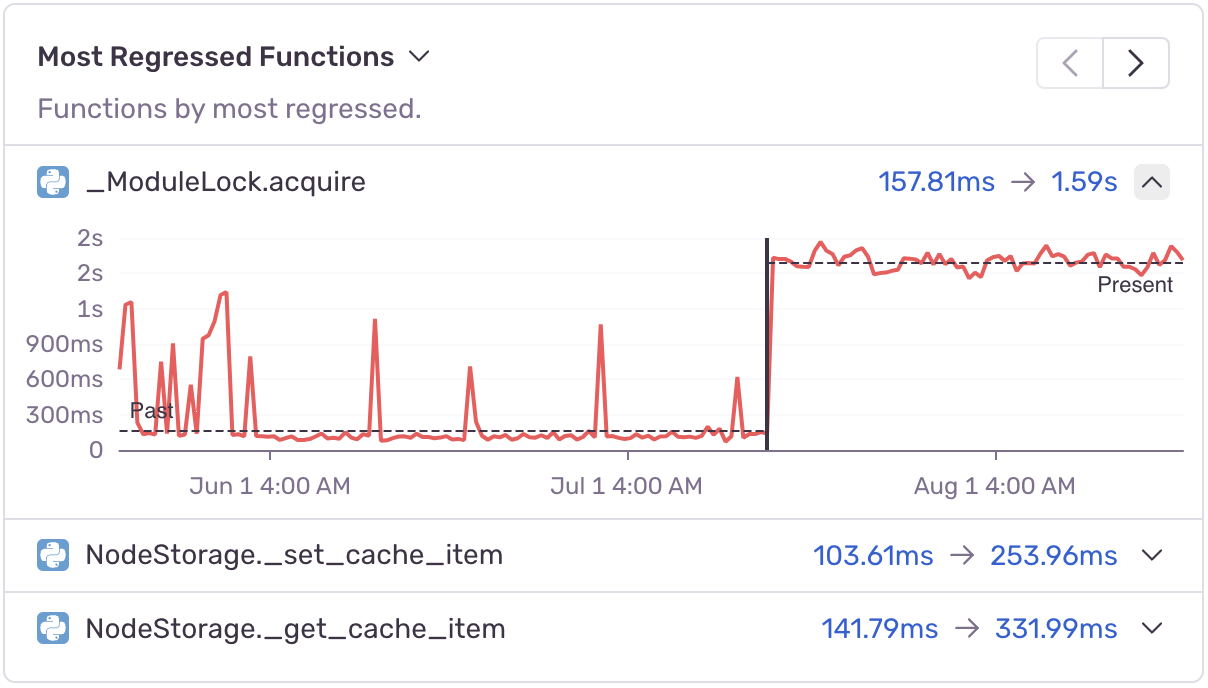 Most Regressed Functions
Functions by most regressed.
_ModuleLock.acquire 157.81ms → 1.59s
2s
2s
1s
900ms
600ms
300ms
0
Past
Present
Jun 1 4:00 AM Jul 1 4:00 AM Aug 1 4:00 AM
NodeStorage._set_cache_item 103.61ms → 253.96ms
NodeStorage._get_cache_item 141.79ms → 331.99ms